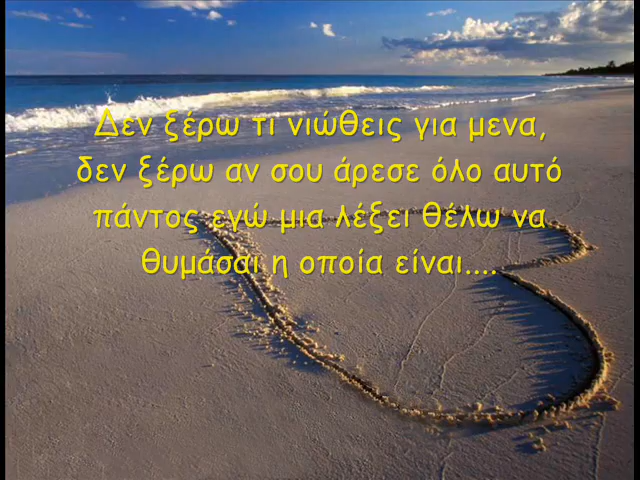 Δεν ξέρω τι νιώθεις για μενα,
δεν ξέρω αν σου άρεσε όλο αυτό
πάντος εγώ μια λέξει θέλω να
θυμάσαι η οποία είναι....